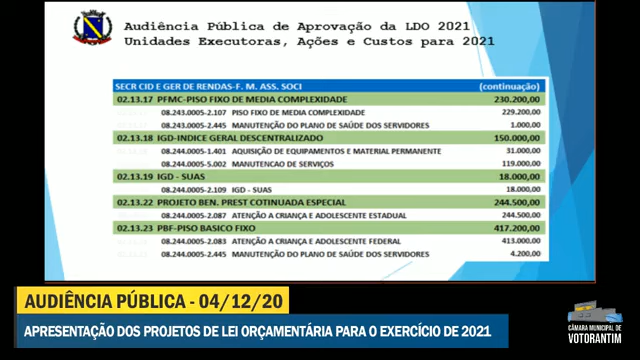 Audiência Pública de Aprovação da LDO 2021
Unidades Executoras, Ações e Custos para 2021
SECR CID E GER DE RENDAS-F. M. ASS. SOCI (continuação)
02.13.17 PFMC-PISO FIXO DE MEDIA COMPLEXIDADE 230.200,00
08.243.0005-2.107 PISO FIXO DE MEDIA COMPLEXIDADE 229.200,00
08.243.0005-2.445 MANUTENÇÃO DO PLANO DE SAÚDE DOS SERVIDORES 1.000,00
02.13.18 IGD-INDICE GERAL DESCENTRALIZADO 150.000,00
08.244.0005-1.401 AQUISIÇÃO DE EQUIPAMENTOS E MATERIAL PERMANENTE 31.000,00
08.244.0005-5.002 MANUTENCAO DE SERVIÇOS 119.000,00
02.13.19 IGD - SUAS 18.000,00
08.244.0005-2.109 IGD - SUAS 18.000,00
02.13.22 PROJETO BEN. PREST COTINUADA ESPECIAL 244.500,00
08.244.0005-2.087 ATENÇÃO A CRIANÇA E ADOLESCENTE ESTADUAL 244.500,00
02.13.23 PBF-PISO BASICO FIXO 417.200,00
08.244.0005-2.083 ATENÇÃO A CRIANÇA E ADOLESCENTE FEDERAL 413.000,00
08.244.0005-2.445 MANUTENÇÃO DO PLANO DE SAÚDE DOS SERVIDORES 4.200,00
AUDIÊNCIA PÚBLICA - 04/12/20
APRESENTAÇÃO DOS PROJETOS DE LEI ORÇAMENTÁRIA PARA O EXERCÍCIO DE 2021
CÂMARA MUNICIPAL DE
VOTORANTIM